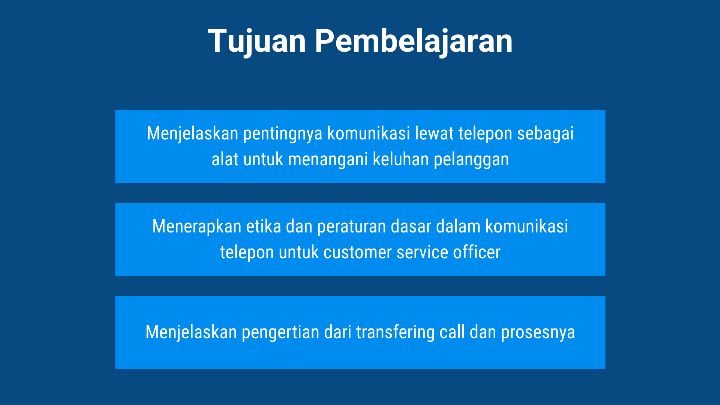 Tujuan Pembelajaran
Menjelaskan pentingnya komunikasi lewat telepon sebagai
alat untuk menangani keluhan pelanggan
Menerapkan etika dan peraturan dasar dalam komunikasi
telepon untuk customer service officer
Menjelaskan pengertian dari transfering call dan prosesnya